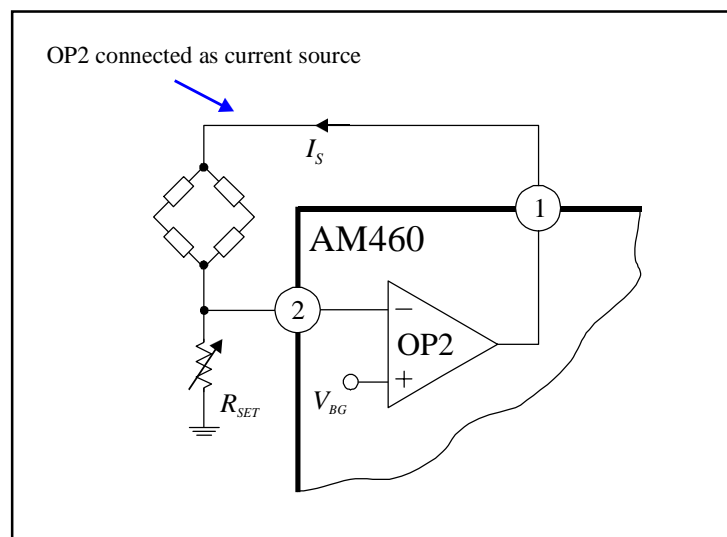 OP2 connected as current source
I_S
1
AM460
2
−
OP2
+
V_BG
R_SET